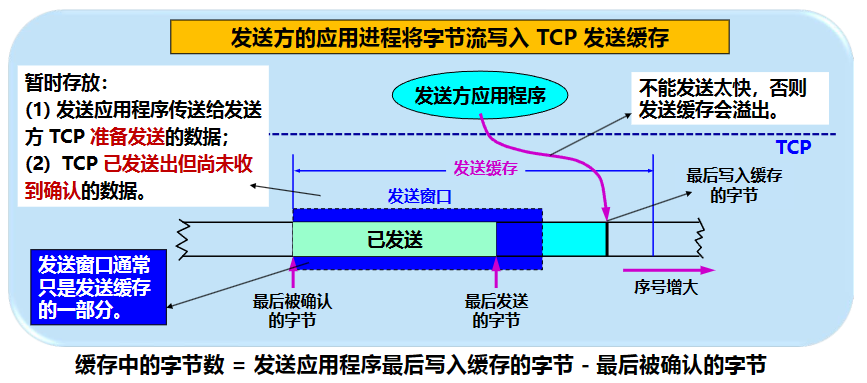 发送方的应用进程将字节流写入 TCP 发送缓存
暂时存放：
(1) 发送应用程序传送给发送
方 TCP 准备发送的数据；
(2) TCP 已发送出但尚未收
到确认的数据。
发送方应用程序
不能发送太快，否则
发送缓存会溢出。
TCP
发送缓存
发送窗口
最后写入缓存
的字节
已发送
发送窗口通常
只是发送缓存
的一部分。
最后被确认
的字节
最后发送
的字节
序号增大
缓存中的字节数 = 发送应用程序最后写入缓存的字节 - 最后被确认的字节